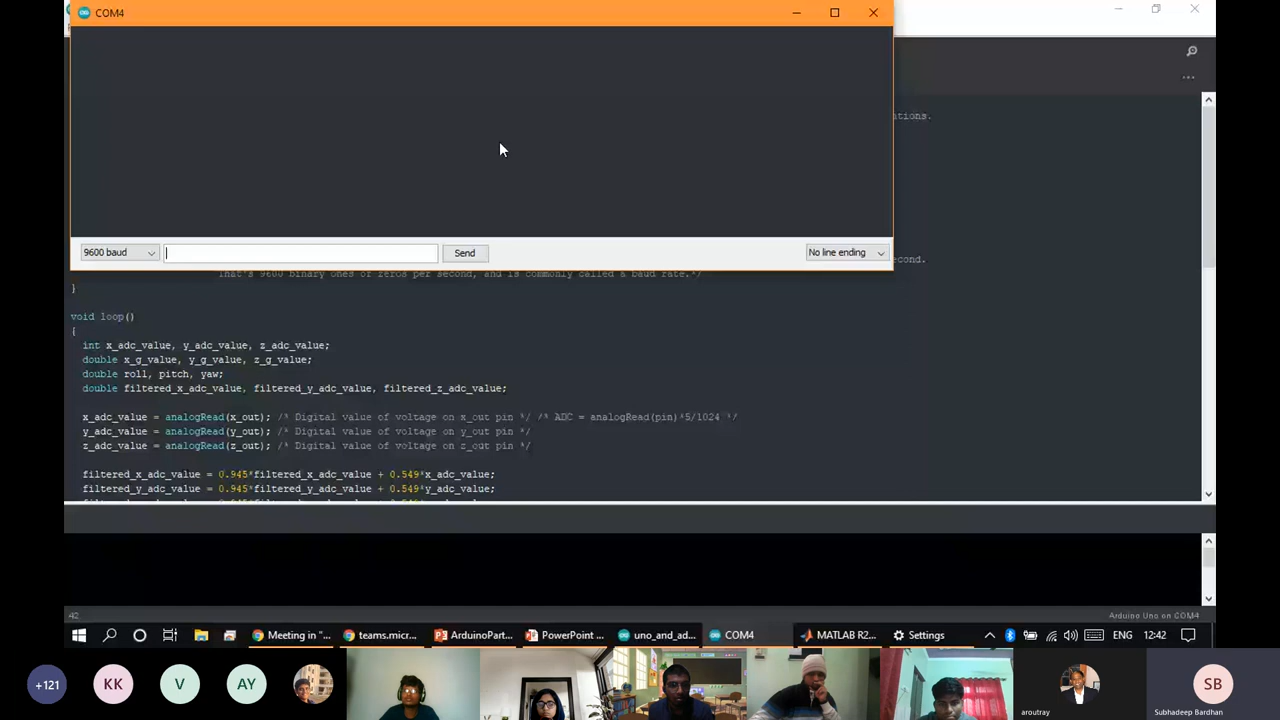 COM4
ations.
9600 baud
Send
No line ending
cond.
That's 9600 binary ones or zeros per second, and is commonly called a baud rate.*/
}
void loop()
{
int x_adc_value, y_adc_value, z_adc_value;
double x_g_value, y_g_value, z_g_value;
double roll, pitch, yaw;
double filtered_x_adc_value, filtered_y_adc_value, filtered_z_adc_value;
x_adc_value = analogRead(x_out); /* Digital value of voltage on x_out pin */ /* ADC = analogRead(pin)*5/1024 */
y_adc_value = analogRead(y_out); /* Digital value of voltage on y_out pin */
z_adc_value = analogRead(z_out); /* Digital value of voltage on z_out pin */
filtered_x_adc_value = 0.945*filtered_x_adc_value + 0.549*x_adc_value;
filtered_y_adc_value = 0.945*filtered_y_adc_value + 0.549*y_adc_value;
42
Arduino Uno on COM4
Meeting in "...
teams.micr...
ArduinoPart...
PowerPoint ...
uno_and_ad...
COM4
MATLAB R2...
Settings
ENG
12:42
+121
KK
V
AY
aroutray
SB
Subhadeep Bardhan